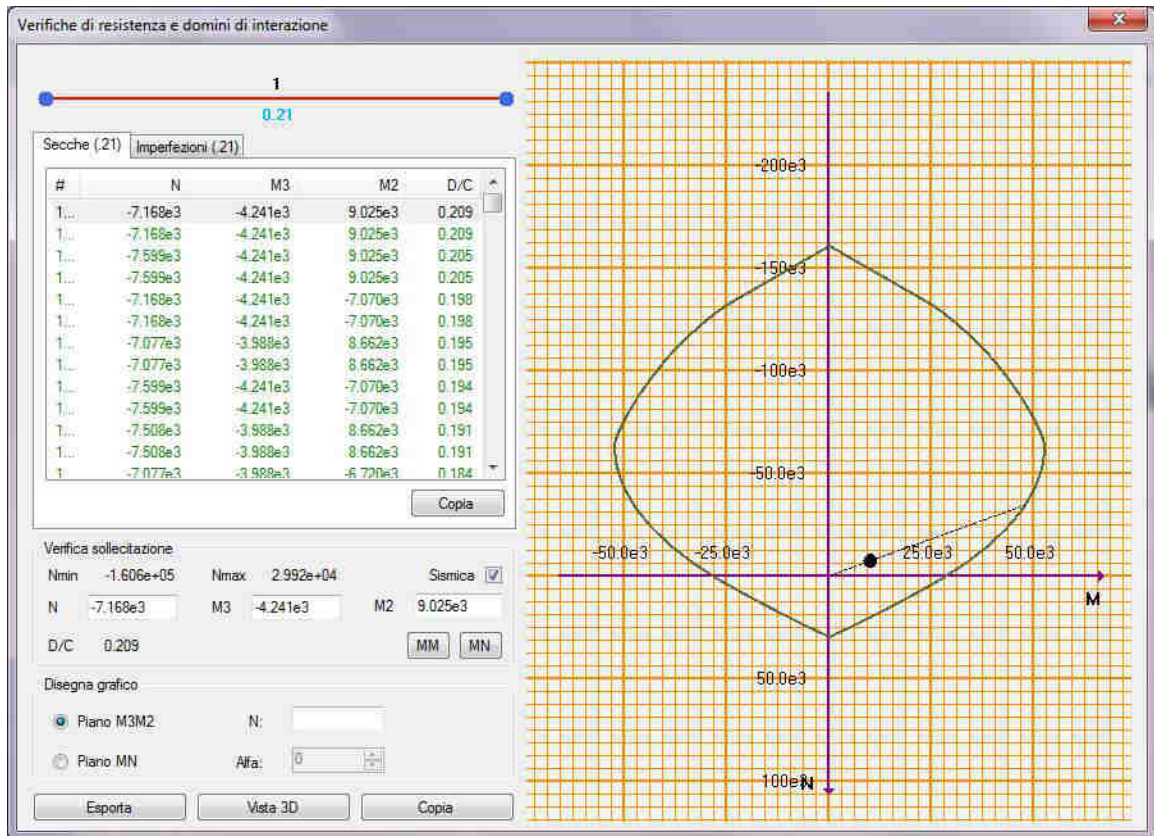 Verifiche di resistenza e domini di interazione
1
0.21
Secche (.21) Imperfezioni (.21)
# N M3 M2 D/C
1... -7.168e3 -4.241e3 9.025e3 0.209
1... -7.168e3 -4.241e3 9.025e3 0.209
1... -7.599e3 -4.241e3 9.025e3 0.205
1... -7.599e3 -4.241e3 9.025e3 0.205
1... -7.168e3 -4.241e3 -7.070e3 0.198
1... -7.168e3 -4.241e3 -7.070e3 0.198
1... -7.077e3 -3.988e3 8.662e3 0.195
1... -7.077e3 -3.988e3 8.662e3 0.195
1... -7.599e3 -4.241e3 -7.070e3 0.194
1... -7.599e3 -4.241e3 -7.070e3 0.194
1... -7.508e3 -3.988e3 8.662e3 0.191
1... -7.508e3 -3.988e3 8.662e3 0.191
1 -7.077e3 -3.988e3 -6.720e3 0.184
Copia
Verifica sollecitazione
Nmin -1.606e+05 Nmax 2.992e+04 Sismica
N -7.168e3 M3 -4.241e3 M2 9.025e3
D/C 0.209 MM MN
Disegna grafico
Piano M3M2 N:
Piano MN Alfa: 0
Esporta Vista 3D Copia
-200e3
-150e3
-100e3
-50.0e3
-50.0e3 -25.0e3 25.0e3 50.0e3
M
50.0e3
100e3 N